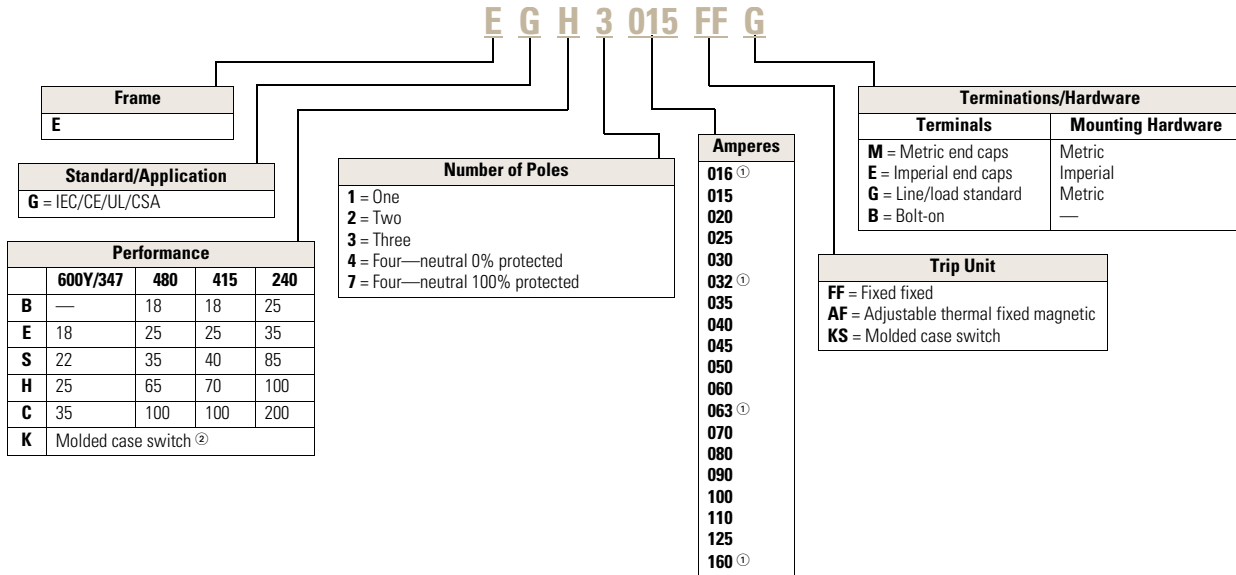 E G H 3 015 FF G
Frame
E
Standard/Application
G = IEC/CE/UL/CSA
Performance
600Y/347 480 415 240
B — 18 18 25
E 18 25 25 35
S 22 35 40 85
H 25 65 70 100
C 35 100 100 200
K Molded case switch ②
Number of Poles
1 = One
2 = Two
3 = Three
4 = Four—neutral 0% protected
7 = Four—neutral 100% protected
Amperes
016 ①
015
020
025
030
032 ①
035
040
045
050
060
063 ①
070
080
090
100
110
125
160 ①
Terminations/Hardware
Terminals Mounting Hardware
M = Metric end caps Metric
E = Imperial end caps Imperial
G = Line/load standard Metric
B = Bolt-on —
Trip Unit
FF = Fixed fixed
AF = Adjustable thermal fixed magnetic
KS = Molded case switch